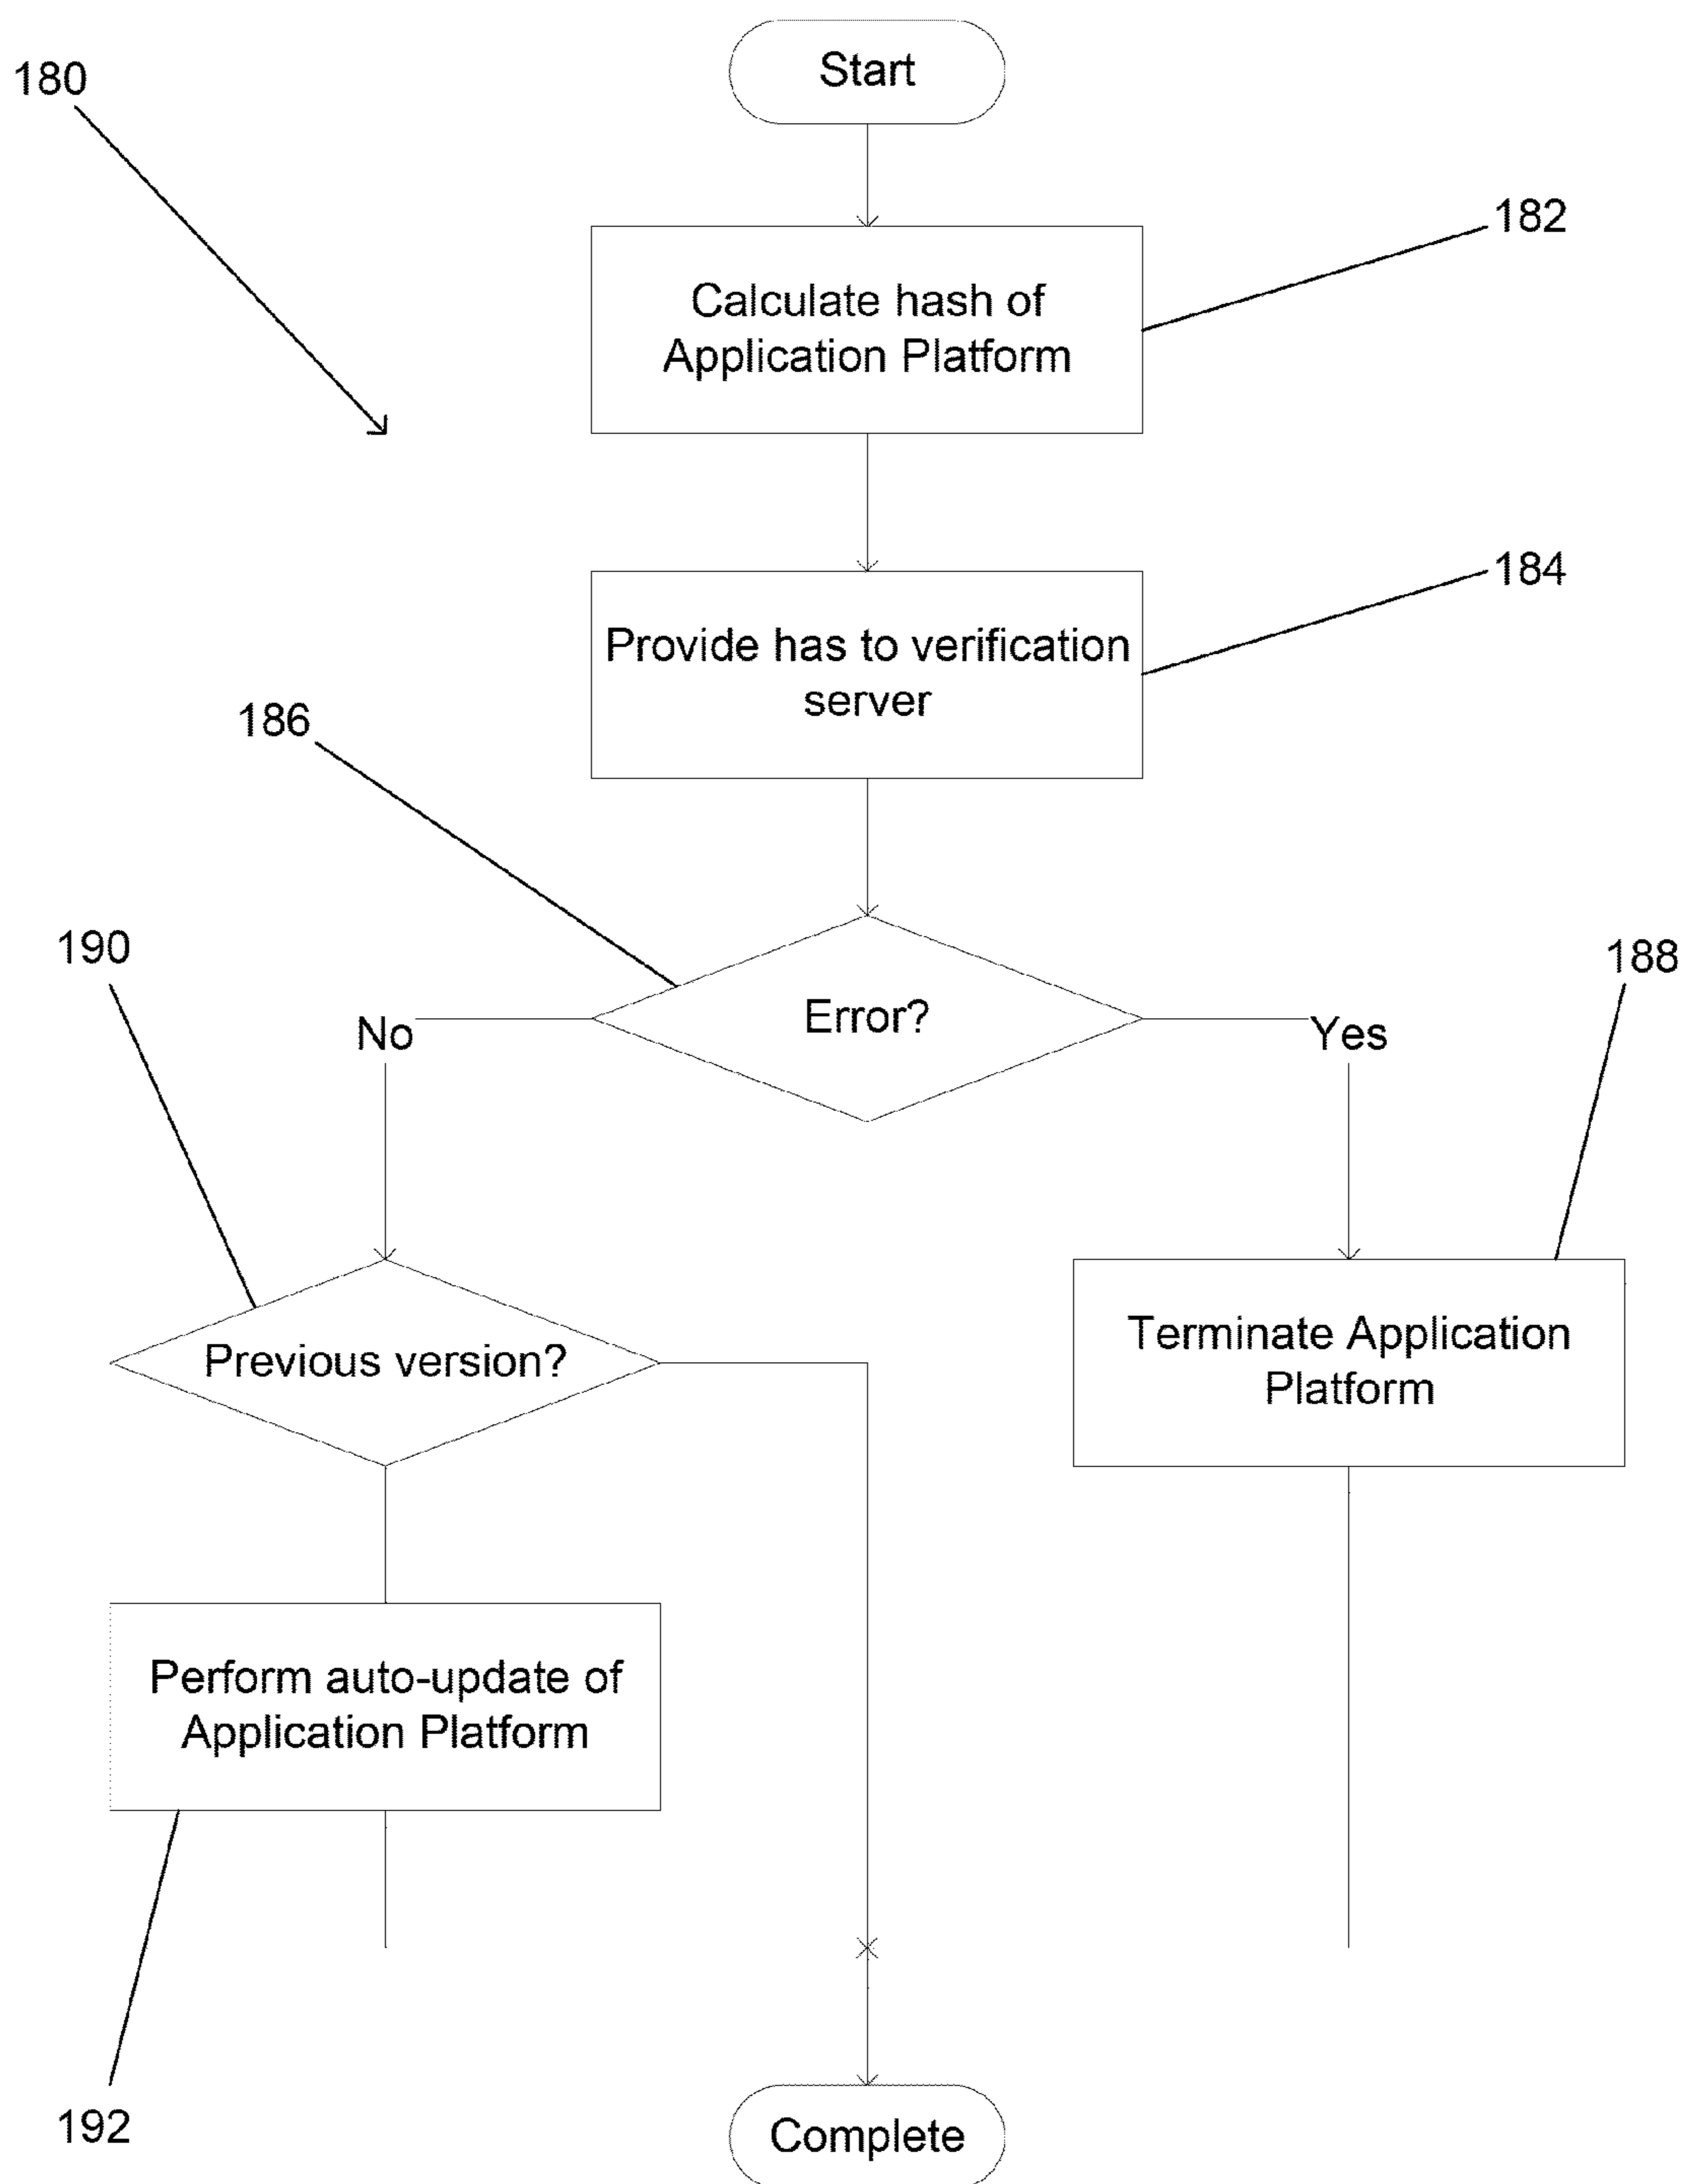 Start
180
182
Calculate hash of
Application Platform
184
Provide has to verification
server
186
190
188
Error?
No
Yes
Previous version?
Terminate Application
Platform
Perform auto-update of
Application Platform
192
Complete